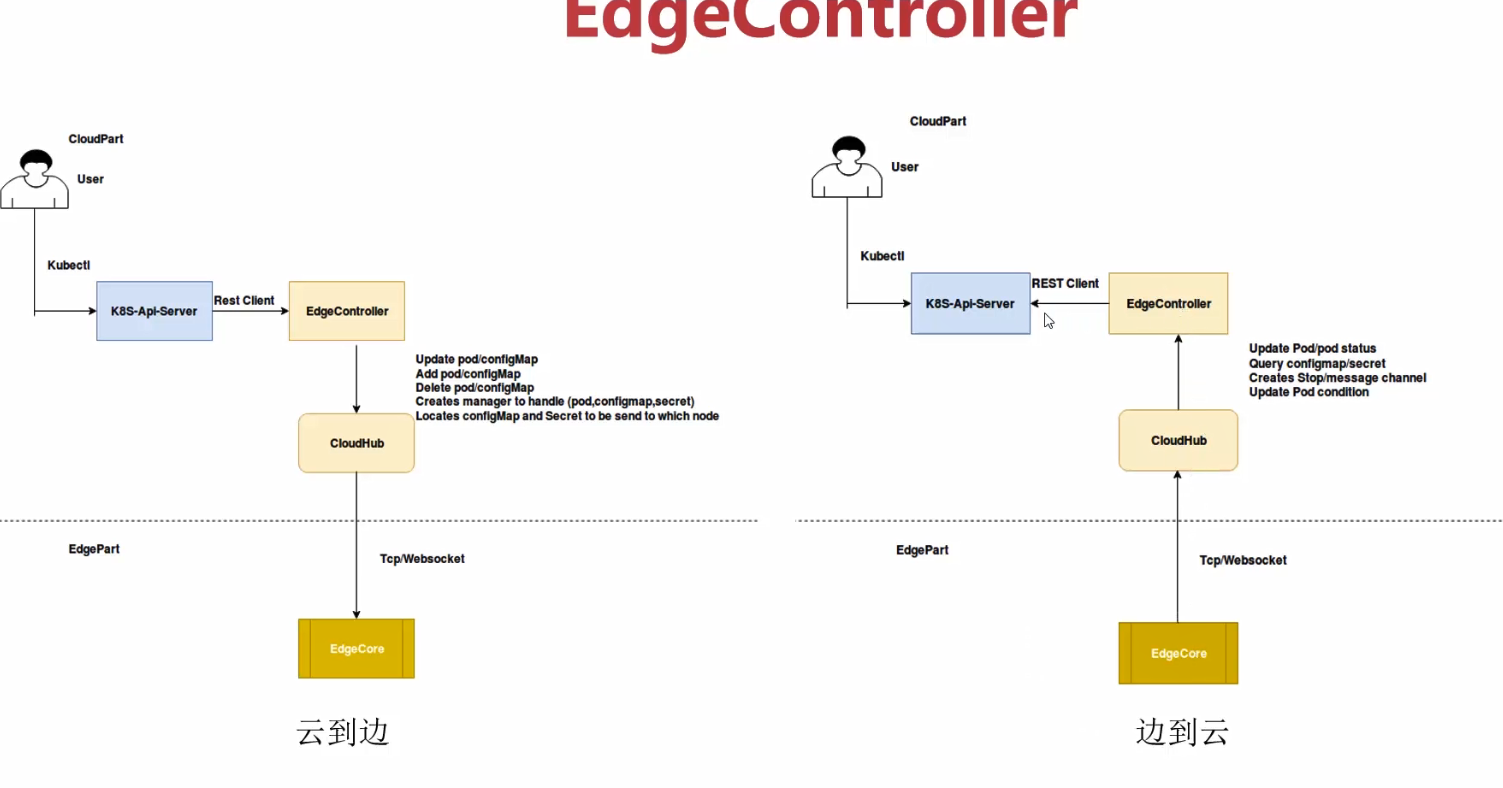 EdgeController
CloudPart
User
Kubectl
K8S-Api-Server
Rest Client
EdgeController
Update pod/configMap
Add pod/configMap
Delete pod/configMap
Creates manager to handle (pod,configmap,secret)
Locates configMap and Secret to be send to which node
CloudHub
EdgePart
Tcp/Websocket
EdgeCore
云到边
CloudPart
User
Kubectl
K8S-Api-Server
REST Client
EdgeController
Update Pod/pod status
Query configmap/secret
Creates Stop/message channel
Update Pod condition
CloudHub
EdgePart
Tcp/Websocket
EdgeCore
边到云